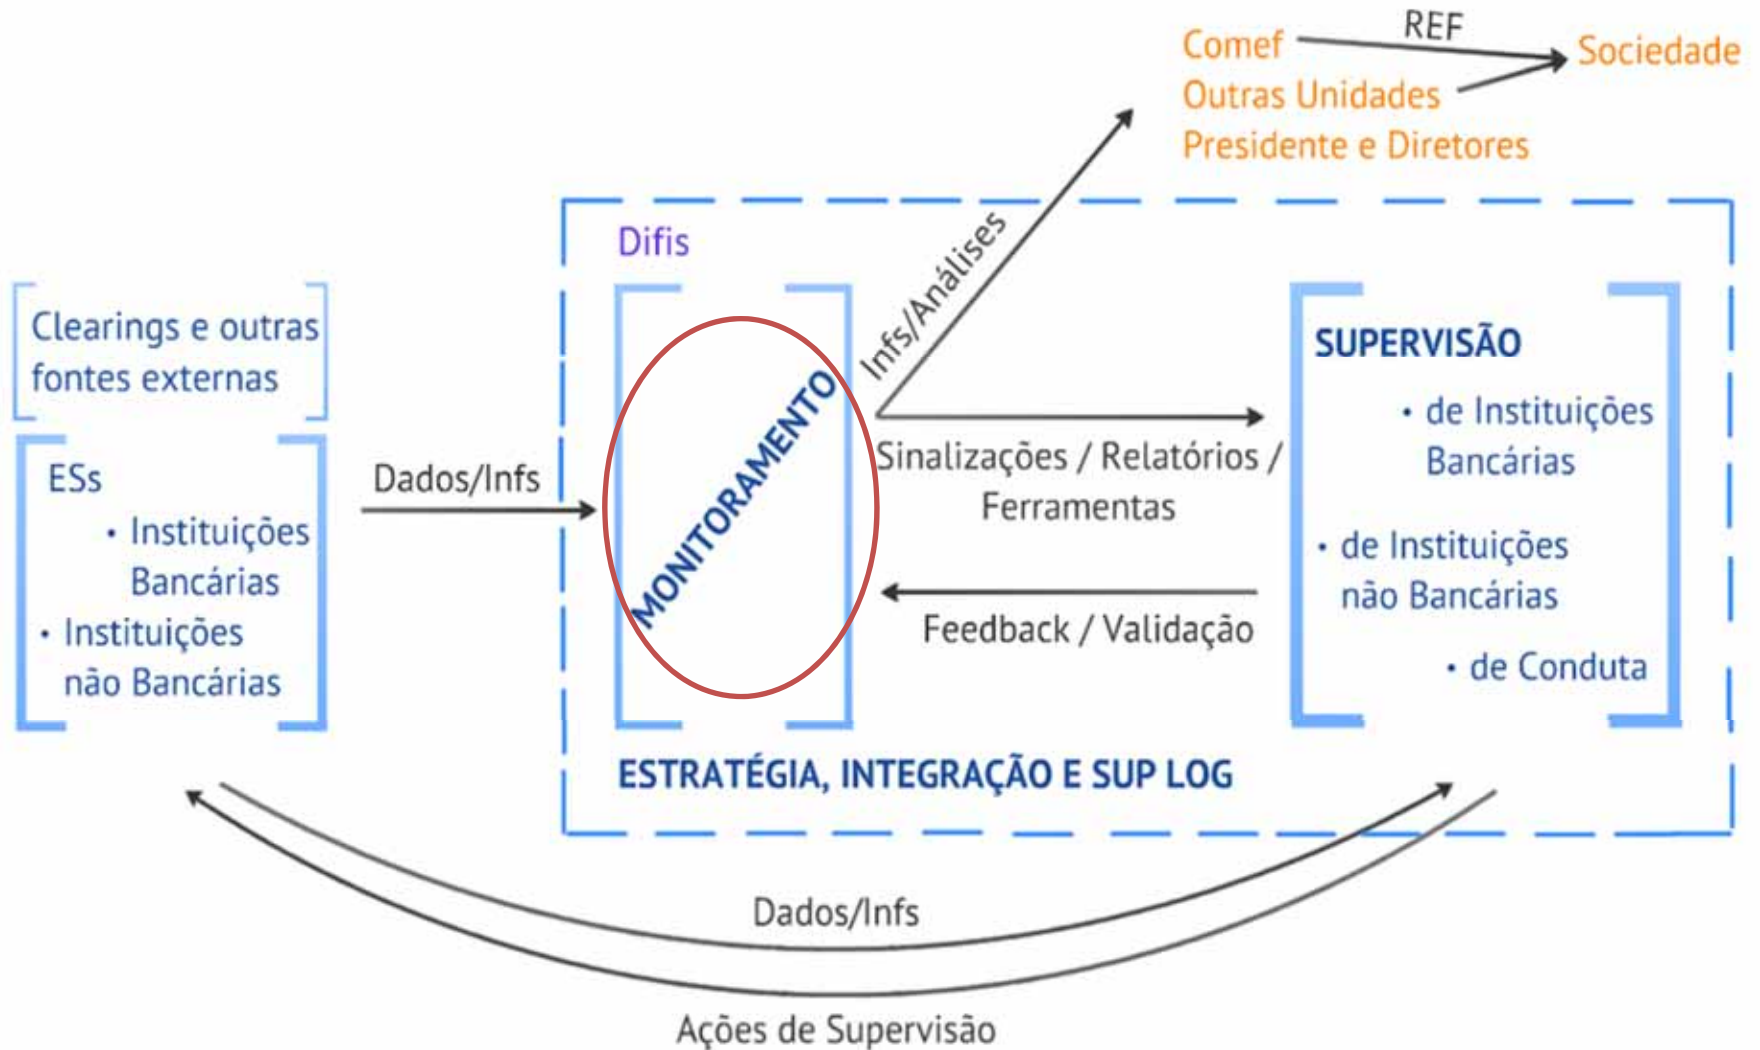 REF
Comef
Sociedade
Outras Unidades
Presidente e Diretores
Difis
Infs/Análises
Clearings e outras
fontes externas
ESs
• Instituições
Bancárias
• Instituições
não Bancárias
Dados/Infs
MONITORAMENTO
Sinalizações / Relatórios /
Ferramentas
Feedback / Validação
SUPERVISÃO
• de Instituições
Bancárias
• de Instituições
não Bancárias
• de Conduta
ESTRATÉGIA, INTEGRAÇÃO E SUP LOG
Dados/Infs
Ações de Supervisão